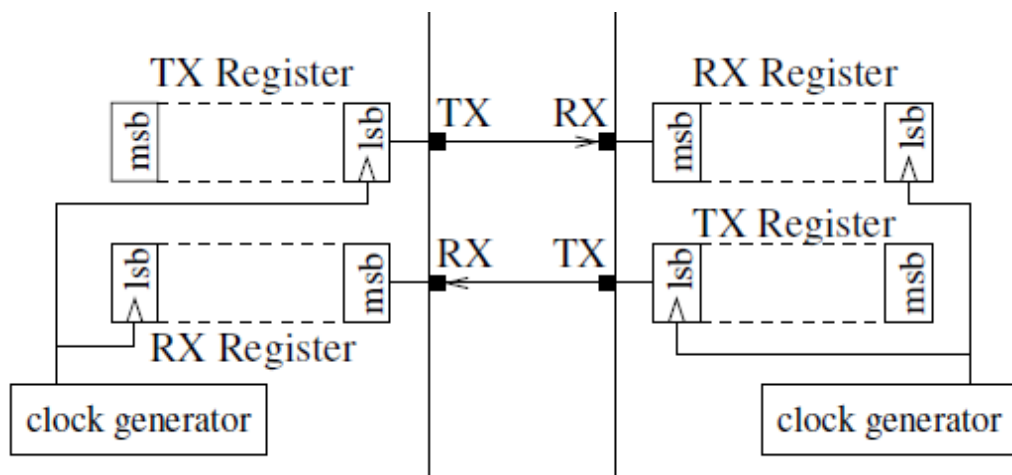 TX Register
RX Register
msb
lsb
TX
RX
msb
lsb
TX Register
lsb
msb
RX
TX
lsb
msb
RX Register
clock generator
clock generator